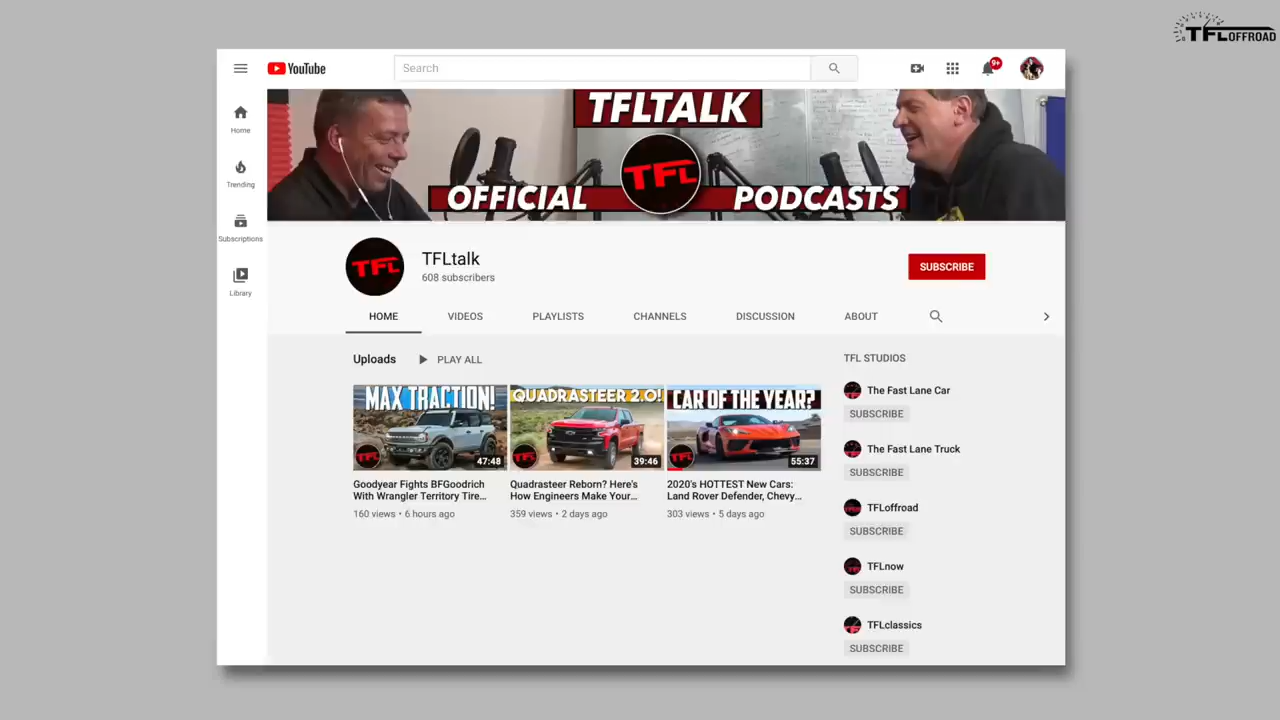 TFLOFFROAD
YouTube
Search
9+
Home
Trending
Subscriptions
Library
TFLTALK
OFFICIAL
TFL
PODCASTS
TFL
TFLtalk
608 subscribers
SUBSCRIBE
HOME
VIDEOS
PLAYLISTS
CHANNELS
DISCUSSION
ABOUT
Uploads
PLAY ALL
MAX TRACTION!
TFL
47:48
Goodyear Fights BFGoodrich
With Wrangler Territory Tire...
160 views • 6 hours ago
QUADRASTEER 2.0!
TFL
39:46
Quadrasteer Reborn? Here's
How Engineers Make Your...
359 views • 2 days ago
CAR OF THE YEAR?
TFL
55:37
2020's HOTTEST New Cars:
Land Rover Defender, Chevy...
303 views • 5 days ago
TFL STUDIOS
The Fast Lane Car
SUBSCRIBE
The Fast Lane Truck
SUBSCRIBE
TFLoffroad
SUBSCRIBE
TFLnow
SUBSCRIBE
TFLclassics
SUBSCRIBE